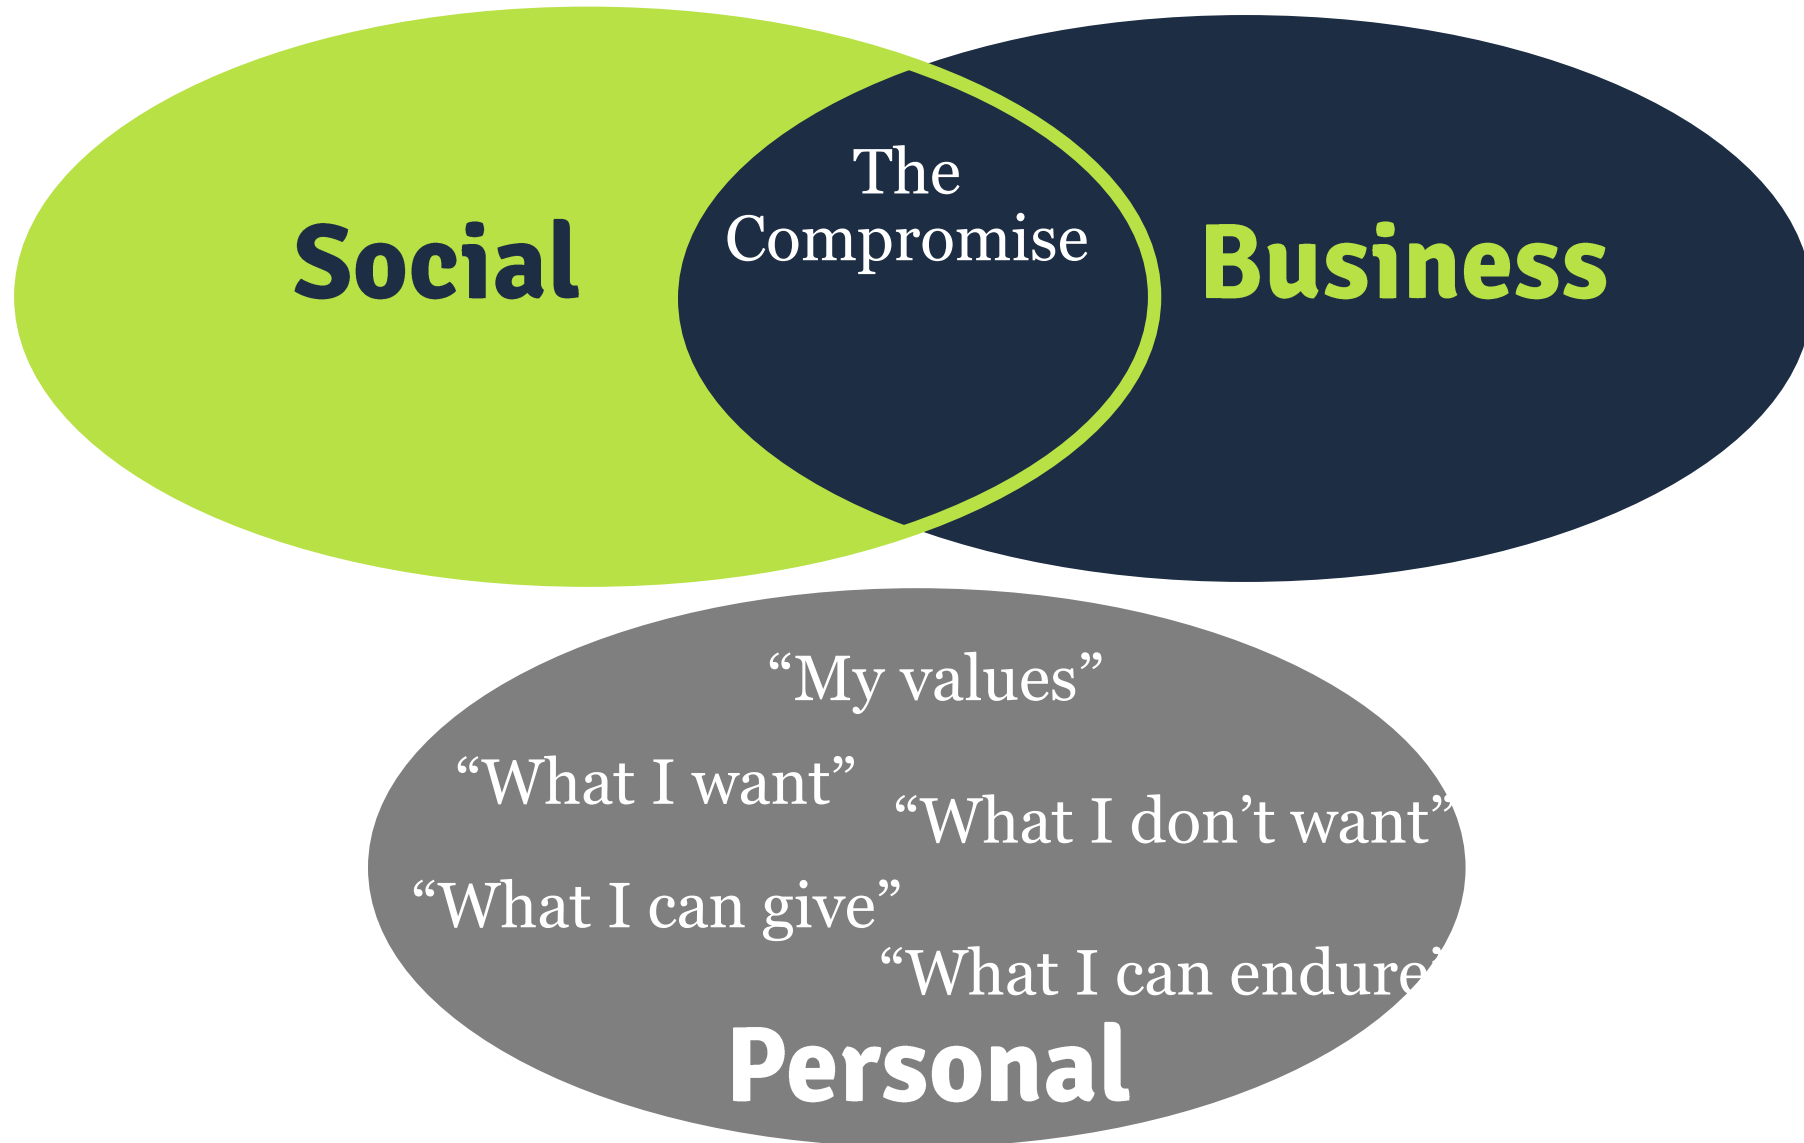 The
Compromise
Social
Business
“My values”
“What I want”
“What I don’t want”
“What I can give”
“What I can endure”
Personal